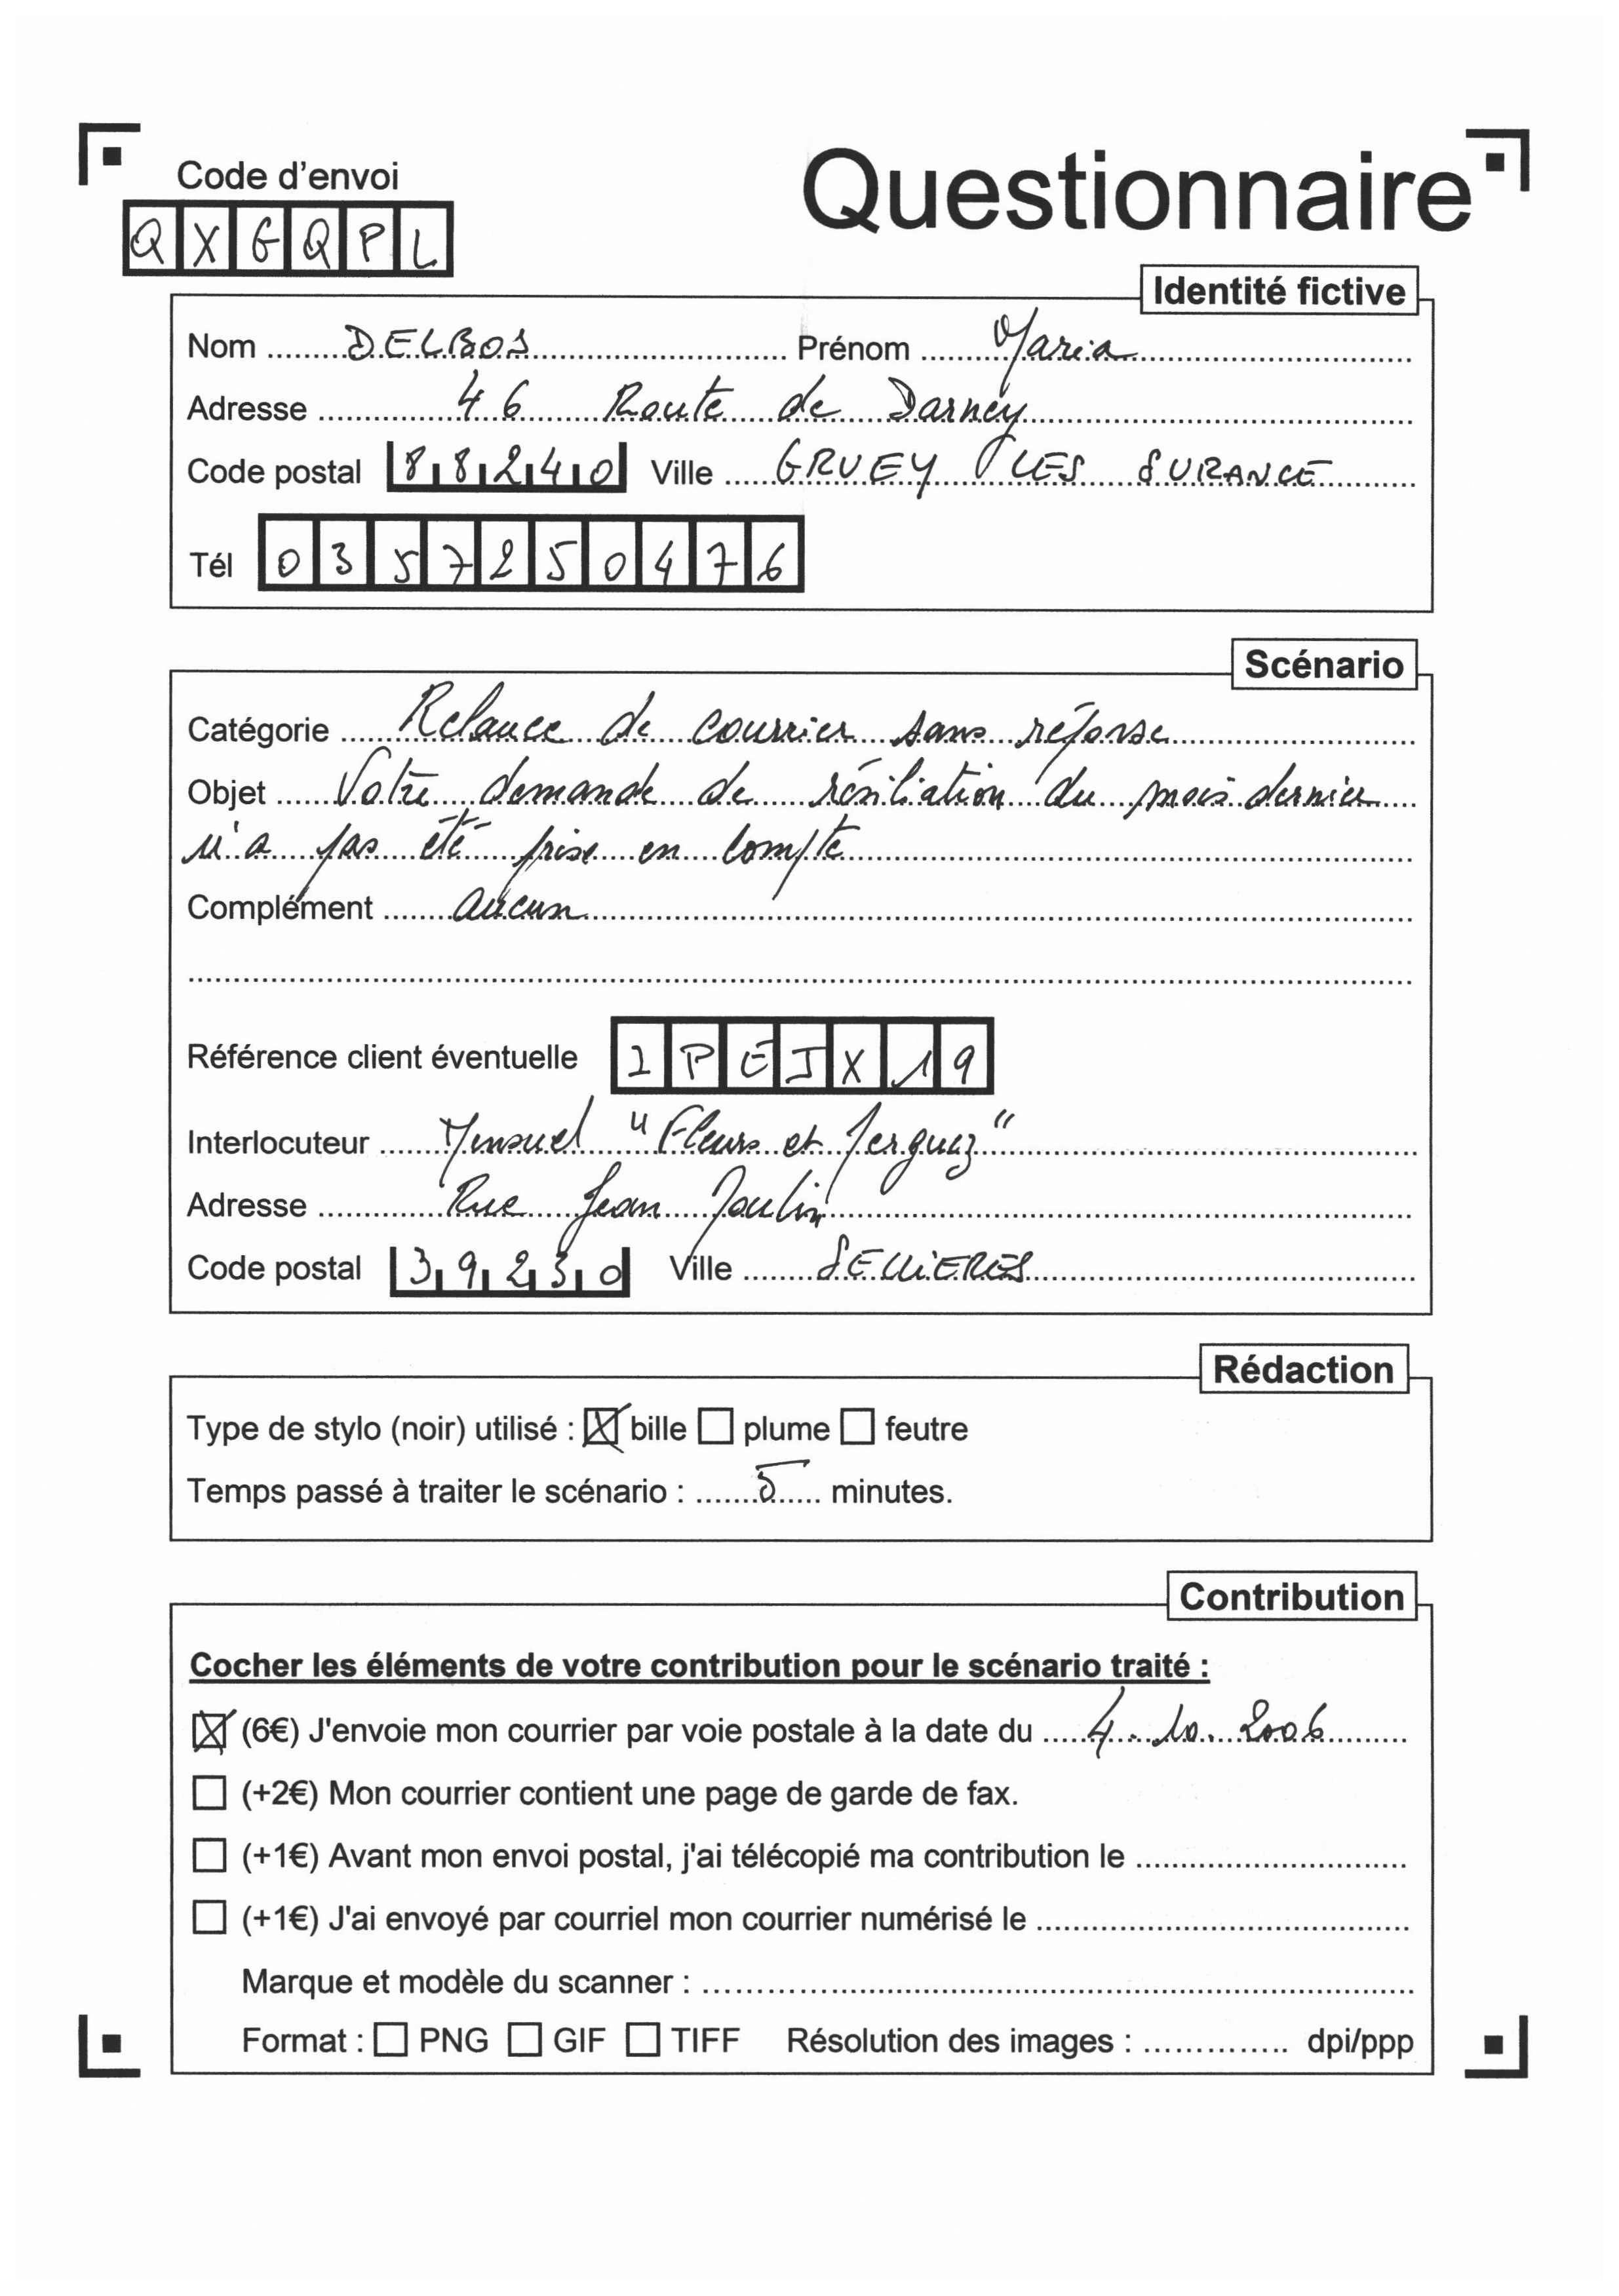 Code d'envoi
Questionnaire
QXGQPL
Identité fictive
Nom DELBOS Prénom Maria
Adresse 46 Route de Darney
Code postal 88240 Ville GRUEY LES SURANCE
Tél 0357250476
Scénario
Catégorie Relance de courrier sans réponse
Objet Votre demande de résiliation du mois dernier
n'a pas été prise en compte
Complément aucun
Référence client éventuelle IPEJX19
Interlocuteur Mensuel "Fleurs et Jerguez"
Adresse Rue Jean Moulin
Code postal 39230 Ville SELLIERES
Rédaction
Type de stylo (noir) utilisé : bille plume feutre
Temps passé à traiter le scénario : 5 minutes.
Contribution
Cocher les éléments de votre contribution pour le scénario traité :
(6€) J'envoie mon courrier par voie postale à la date du 4.10.2006
(+2€) Mon courrier contient une page de garde de fax.
(+1€) Avant mon envoi postal, j'ai télécopié ma contribution le
(+1€) J'ai envoyé par courriel mon courrier numérisé le
Marque et modèle du scanner :
Format : PNG GIF TIFF Résolution des images : dpi/ppp